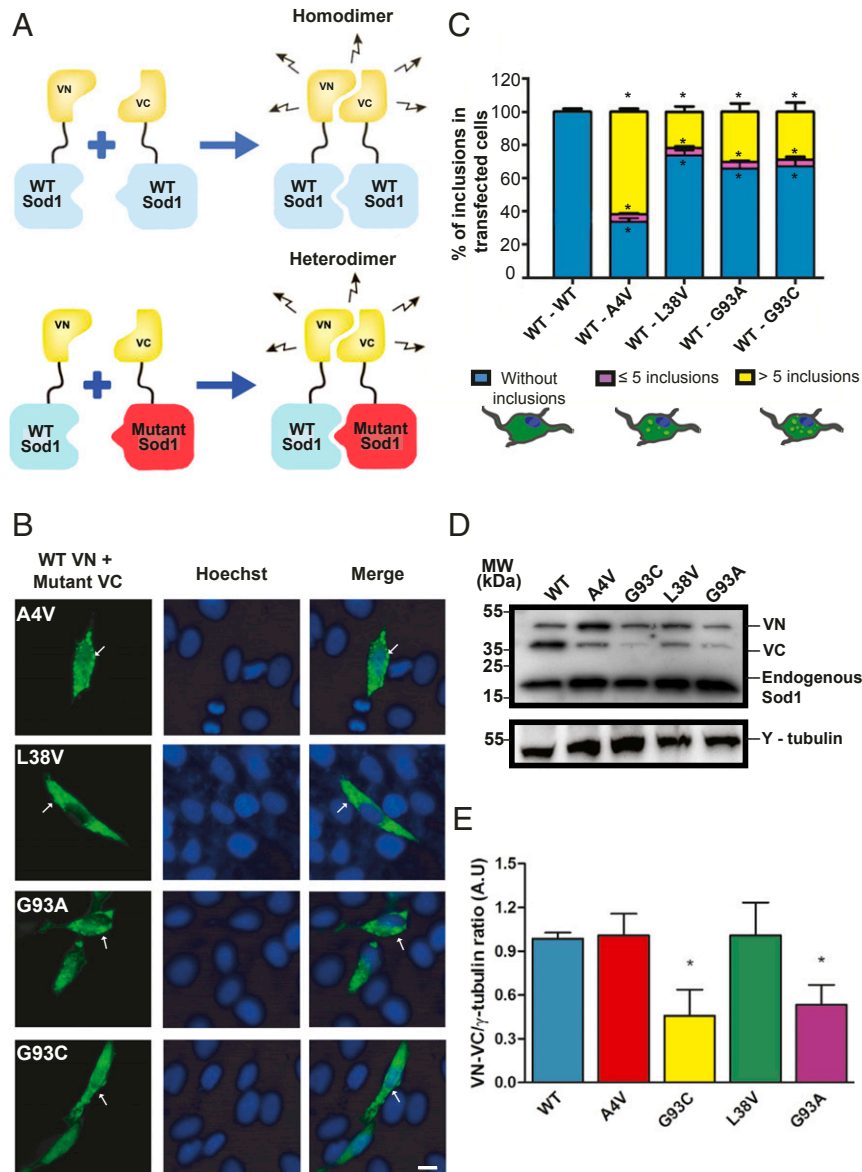 A
Homodimer
VN
VC
VN
VC
WT
Sod1
WT
Sod1
WT
Sod1
WT
Sod1
Heterodimer
VN
VC
VN
VC
WT
Sod1
Mutant
Sod1
WT
Sod1
Mutant
Sod1
B
WT VN +
Mutant VC
Hoechst
Merge
A4V
L38V
G93A
G93C
C
% of inclusions in
transfected cells
120
100
80
60
40
20
0
* * * *
* * * *
* * * *
WT - WT
WT - A4V
WT - L38V
WT - G93A
WT - G93C
Without
inclusions
≤ 5 inclusions
> 5 inclusions
D
MW
(kDa)
WT
A4V
G93C
L38V
G93A
55
35
25
15
VN
VC
Endogenous
Sod1
55
Y - tubulin
E
VN-VC/γ-tubulin ratio (A.U)
1.5
1.2
0.9
0.6
0.3
0.0
* *
WT
A4V
G93C
L38V
G93A